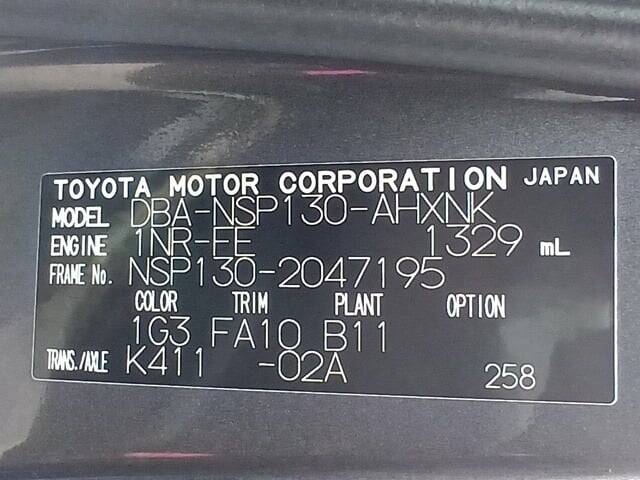 TOYOTA MOTOR CORPORATION JAPAN
MODEL DBA-NSP130-AHXNK
ENGINE 1NR-FE 1329 mL
FRAME No. NSP130-2047195
COLOR TRIM PLANT OPTION
1G3 FA10 B11
TRANS./AXLE K411 -02A 258